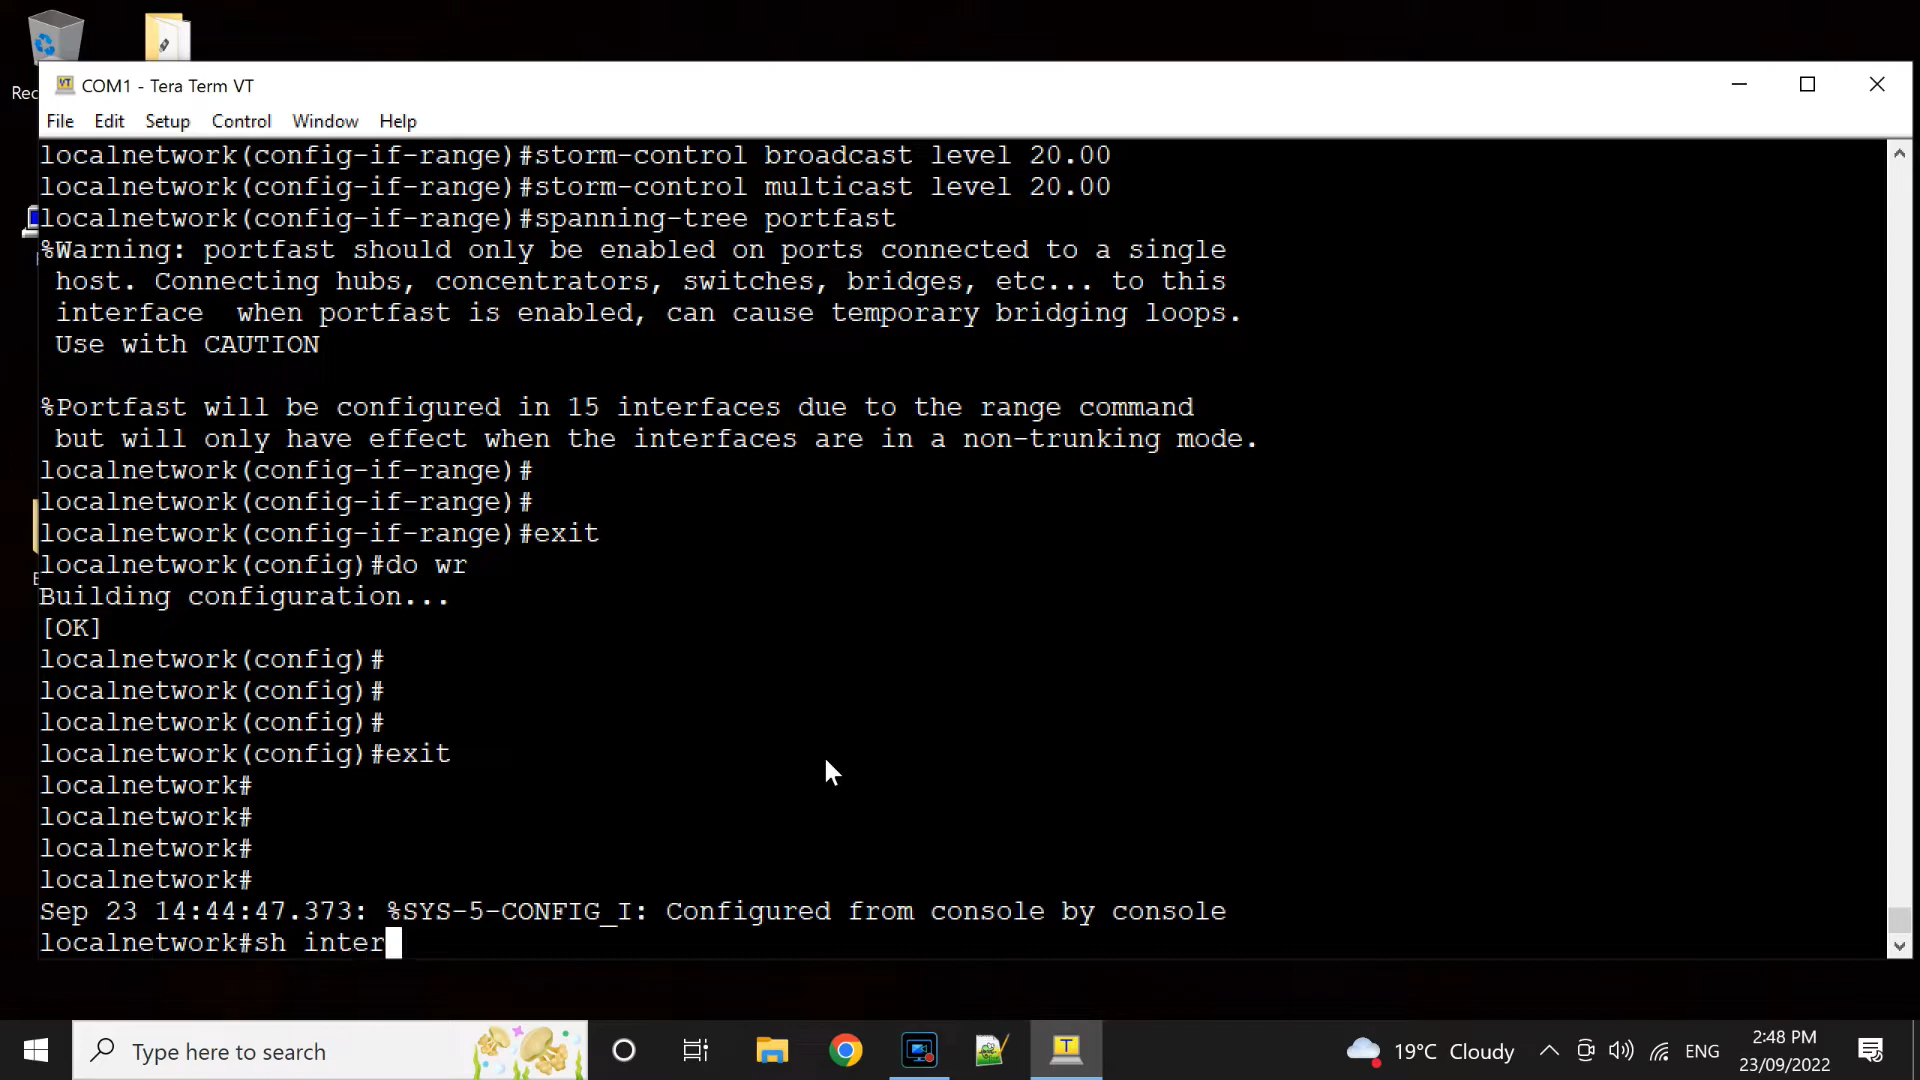 Rec
COM1 - Tera Term VT
File Edit Setup Control Window Help
localnetwork(config-if-range)#storm-control broadcast level 20.00
localnetwork(config-if-range)#storm-control multicast level 20.00
localnetwork(config-if-range)#spanning-tree portfast
%Warning: portfast should only be enabled on ports connected to a single
host. Connecting hubs, concentrators, switches, bridges, etc... to this
interface  when portfast is enabled, can cause temporary bridging loops.
Use with CAUTION
%Portfast will be configured in 15 interfaces due to the range command
but will only have effect when the interfaces are in a non-trunking mode.
localnetwork(config-if-range)#
localnetwork(config-if-range)#
localnetwork(config-if-range)#exit
localnetwork(config)#do wr
Building configuration...
[OK]
localnetwork(config)#
localnetwork(config)#
localnetwork(config)#
localnetwork(config)#exit
localnetwork#
localnetwork#
localnetwork#
localnetwork#
Sep 23 14:44:47.373: %SYS-5-CONFIG_I: Configured from console by console
localnetwork#sh inter
Type here to search
19°C Cloudy
ENG
2:48 PM
23/09/2022